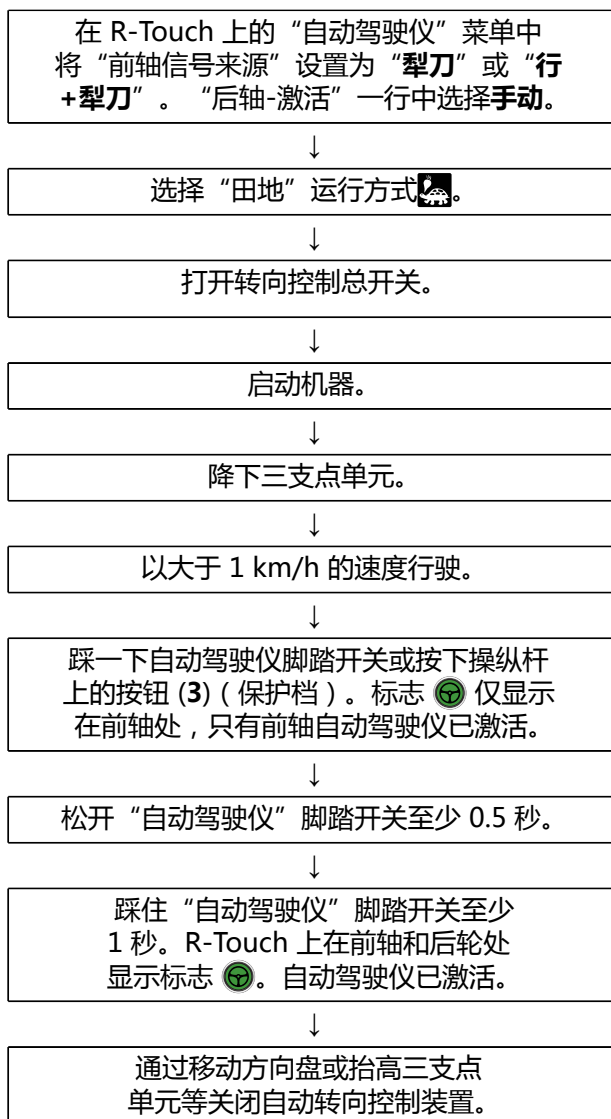 在 R-Touch 上的“自动驾驶仪”菜单中
将“前轴信号来源”设置为“犁刀”或“行
+犁刀”。“后轴-激活”一行中选择手动。
↓
选择“田地”运行方式。
↓
打开转向控制总开关。
↓
启动机器。
↓
降下三支点单元。
↓
以大于 1 km/h 的速度行驶。
↓
踩一下自动驾驶仪脚踏开关或按下操纵杆
上的按钮 (3)(保护档)。标志 仅显示
在前轴处,只有前轴自动驾驶仪已激活。
↓
松开“自动驾驶仪”脚踏开关至少 0.5 秒。
↓
踩住“自动驾驶仪”脚踏开关至少
1 秒。R-Touch 上在前轴和后轮处
显示标志 。自动驾驶仪已激活。
↓
通过移动方向盘或抬高三支点
单元等关闭自动转向控制装置。